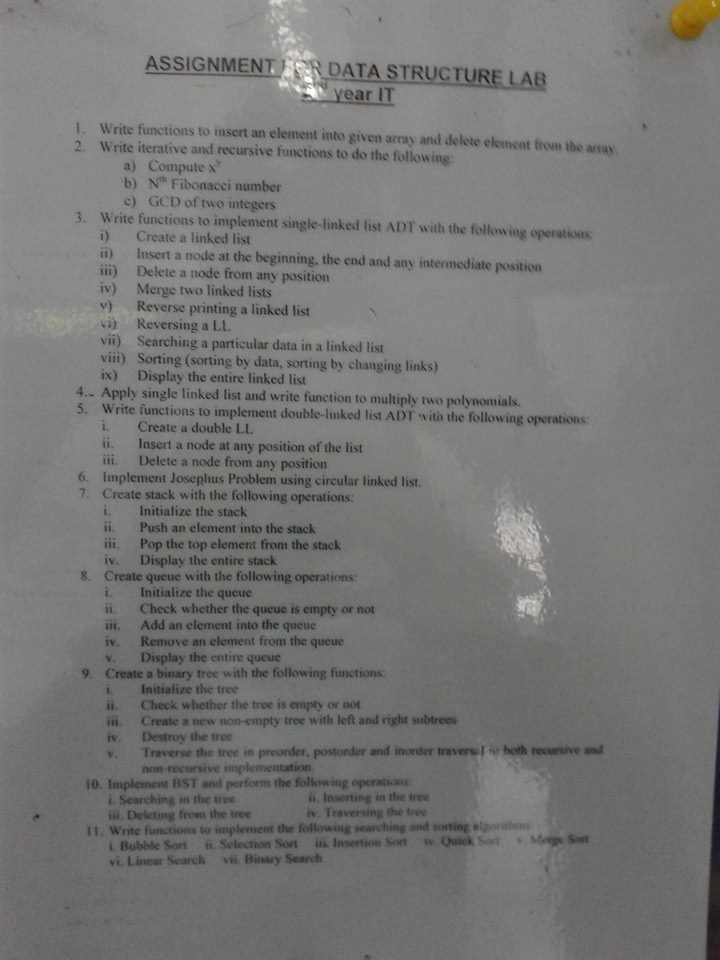 ASSIGNMENT DATA STRUCTURE LAB
year IT
1. Write functions to insert an element into given array and delete element from the array.
2. Write iterative and recursive functions to do the following:
a) Compute x^y
b) Nth Fibonacci number
c) GCD of two integers
3. Write functions to implement single-linked list ADT with the following operations:
i) Create a linked list
ii) Insert a node at the beginning, the end and any intermediate position
iii) Delete a node from any position
iv) Merge two linked lists
v) Reverse printing a linked list
vi) Reversing a LL
vii) Searching a particular data in a linked list
viii) Sorting (sorting by data, sorting by changing links)
ix) Display the entire linked list
4. Apply single linked list and write function to multiply two polynomials.
5. Write functions to implement double-linked list ADT with the following operations:
i. Create a double LL
ii. Insert a node at any position of the list
iii. Delete a node from any position
6. Implement Josephus Problem using circular linked list.
7. Create stack with the following operations:
i. Initialize the stack
ii. Push an element into the stack
iii. Pop the top element from the stack
iv. Display the entire stack
8. Create queue with the following operations:
i. Initialize the queue
ii. Check whether the queue is empty or not
iii. Add an element into the queue
iv. Remove an element from the queue
v. Display the entire queue
9. Create a binary tree with the following functions:
i. Initialize the tree
ii. Check whether the tree is empty or not
iii. Create a new non-empty tree with left and right subtrees
iv. Destroy the tree
v. Traverse the tree in preorder, postorder and inorder traversal in both recursive and
non-recursive implementation.
10. Implement BST and perform the following operations:
i. Searching in the tree ii. Inserting in the tree
iii. Deleting from the tree iv. Traversing the tree
11. Write functions to implement the following searching and sorting algorithms:
i. Bubble Sort ii. Selection Sort iii. Insertion Sort iv. Quick Sort v. Merge Sort
vi. Linear Search vii. Binary Search